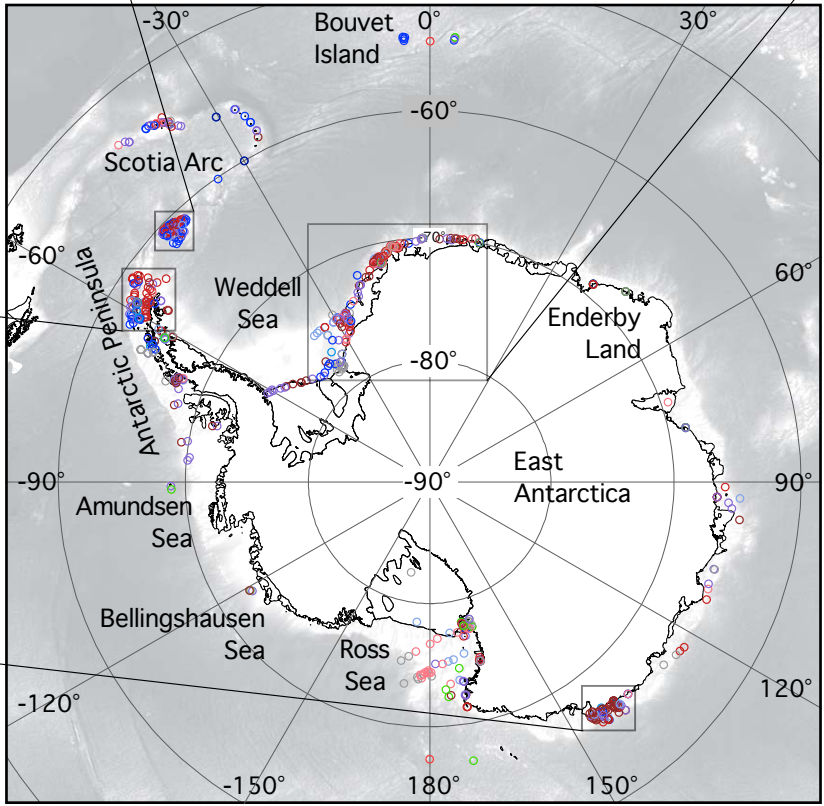 -30°
Bouvet
Island
0°
30°
-60°
Scotia Arc
-70°
-60°
60°
Antarctic Peninsula
Weddell
Sea
Enderby
Land
-80°
-90°
-90°
East
Antarctica
90°
Amundsen
Sea
Bellingshausen
Sea
Ross
Sea
-120°
120°
-150°
180°
150°